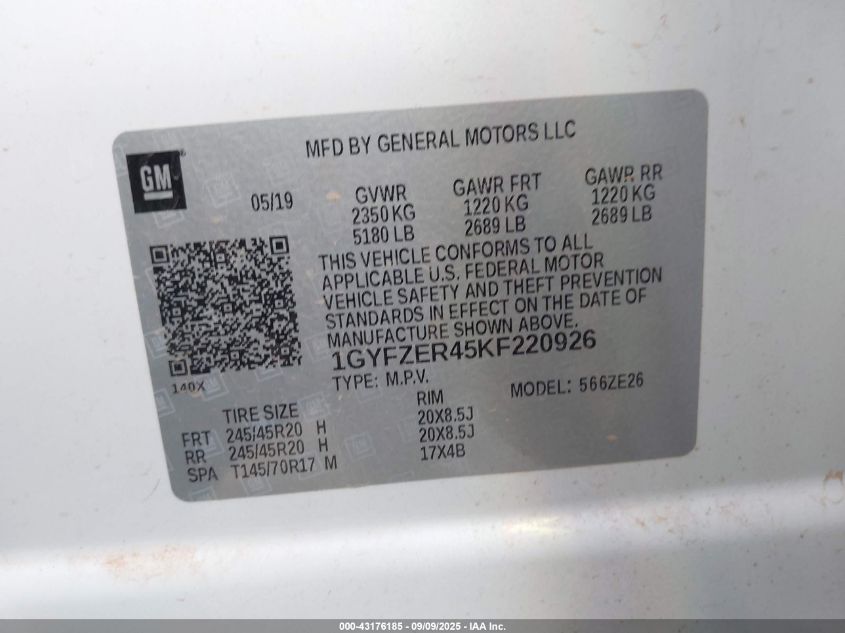 MFD BY GENERAL MOTORS LLC
GM
05/19
GVWR GAWR FRT GAWR RR
2350 KG 1220 KG 1220 KG
5180 LB 2689 LB 2689 LB
THIS VEHICLE CONFORMS TO ALL
APPLICABLE U.S. FEDERAL MOTOR
VEHICLE SAFETY AND THEFT PREVENTION
STANDARDS IN EFFECT ON THE DATE OF
MANUFACTURE SHOWN ABOVE.
1GYFZER45KF220926
140X
TYPE: M.P.V. MODEL: 566ZE26
TIRE SIZE RIM
FRT 245/45R20 H 20X8.5J
RR 245/45R20 H 20X8.5J
SPA T145/70R17 M 17X4B
000-43176185 - 09/09/2025 - IAA Inc.